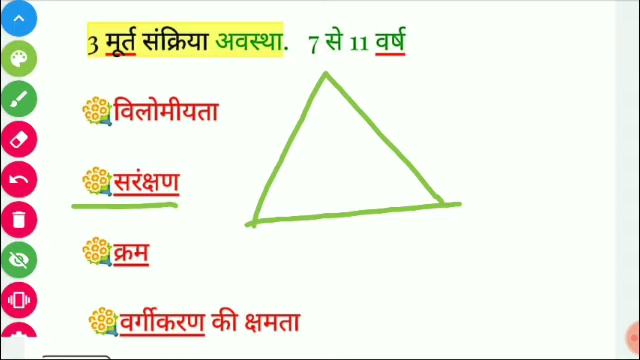 3 मूर्त संक्रिया अवस्था. 7 से 11 वर्ष
विलोमीयता
सरंक्षण
क्रम
वर्गीकरण की क्षमता